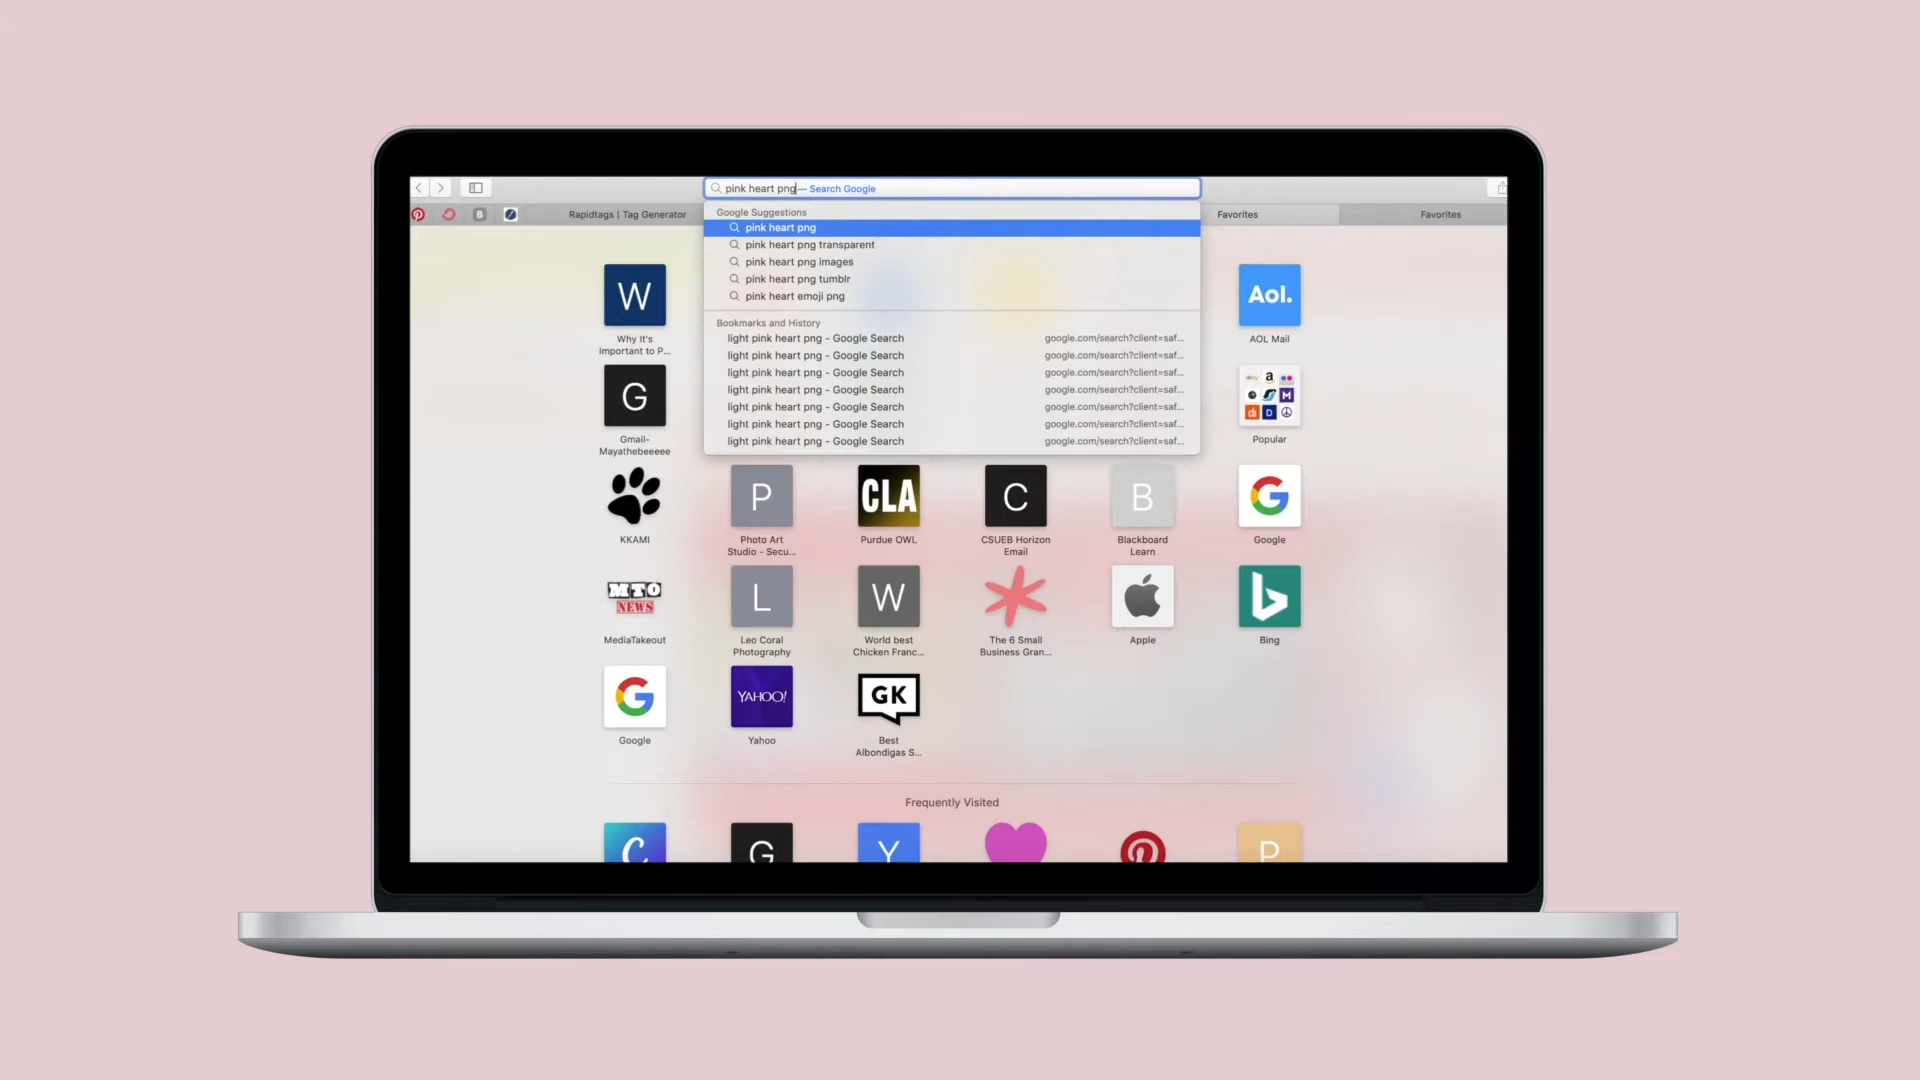 pink heart png — Search Google
B
Rapidtags | Tag Generator
Favorites
Favorites
Google Suggestions
pink heart png
pink heart png transparent
pink heart png images
pink heart png tumblr
pink heart emoji png
Bookmarks and History
light pink heart png - Google Search google.com/search?client=saf...
light pink heart png - Google Search google.com/search?client=saf...
light pink heart png - Google Search google.com/search?client=saf...
light pink heart png - Google Search google.com/search?client=saf...
light pink heart png - Google Search google.com/search?client=saf...
light pink heart png - Google Search google.com/search?client=saf...
light pink heart png - Google Search google.com/search?client=saf...
W
Why It's
Important to P...
Aol.
AOL Mail
G
Gmail-
Mayathebeeeee
ebay a
M
D
Popular
KKAMI
P
Photo Art
Studio - Secu...
CLA
Purdue OWL
C
CSUEB Horizon
Email
B
Blackboard
Learn
G
Google
MTO
NEWS
MediaTakeout
L
Leo Coral
Photography
W
World best
Chicken Franc...
The 6 Small
Business Gran...
Apple
b
Bing
G
Google
YAHOO!
Yahoo
GK
Best
Albondigas S...
Frequently Visited
C
G
Y
P